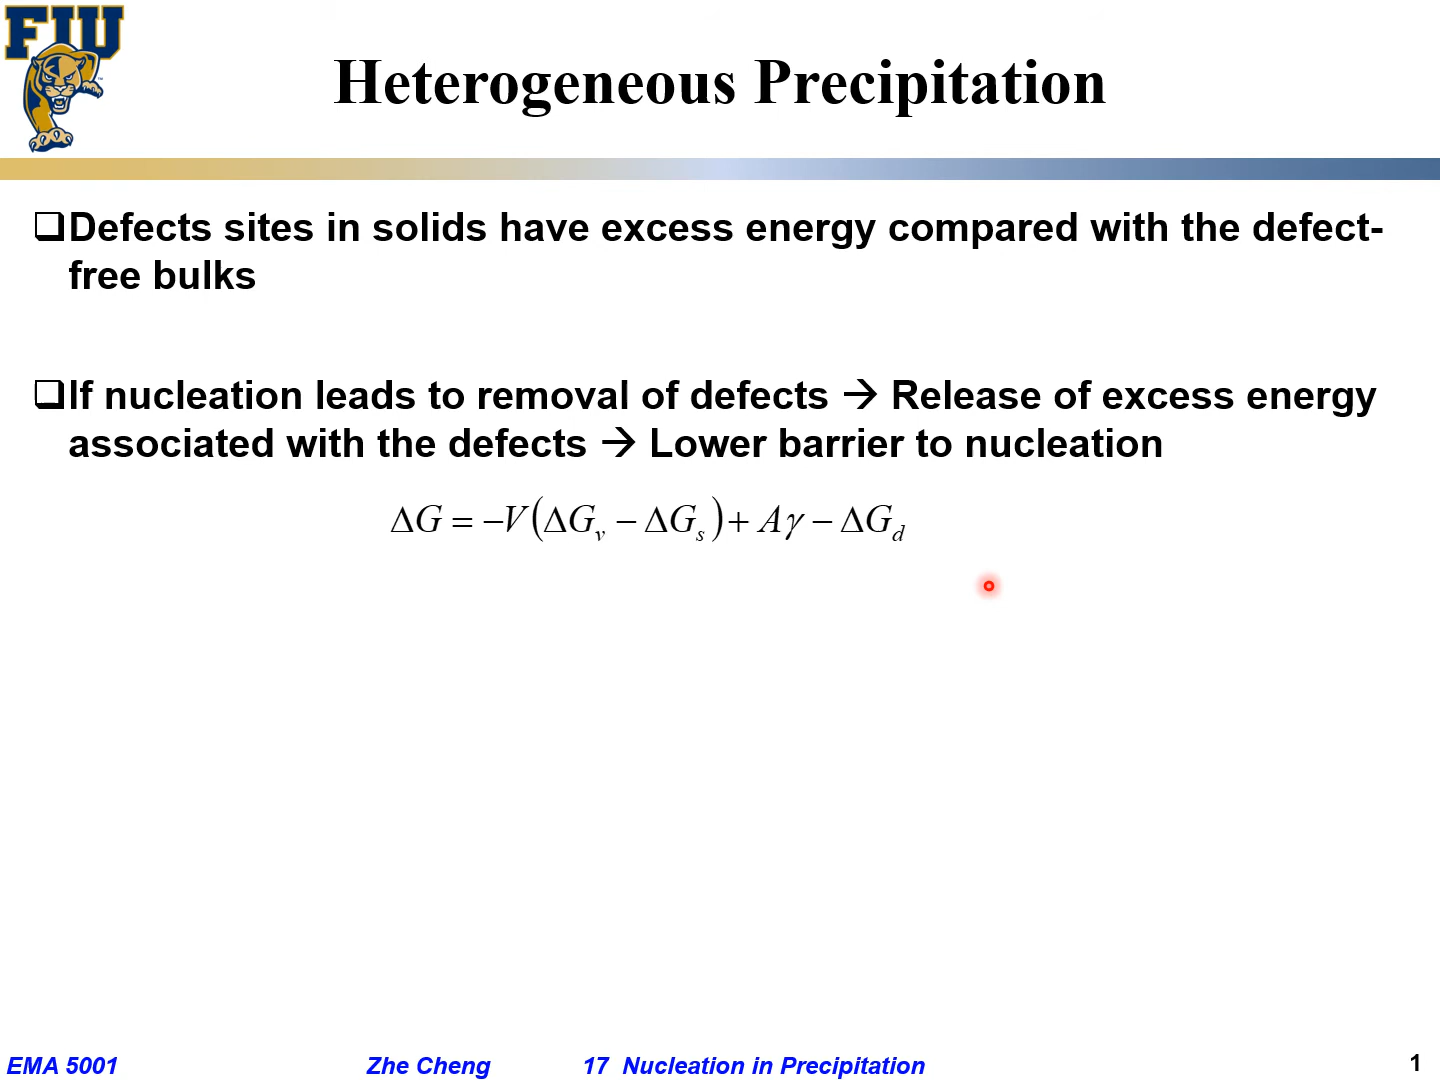 FIU
Heterogeneous Precipitation
❑Defects sites in solids have excess energy compared with the defect-
free bulks
❑If nucleation leads to removal of defects → Release of excess energy
associated with the defects → Lower barrier to nucleation
ΔG = −V(ΔG_v − ΔG_s) + Aγ − ΔG_d
EMA 5001 Zhe Cheng 17 Nucleation in Precipitation 1